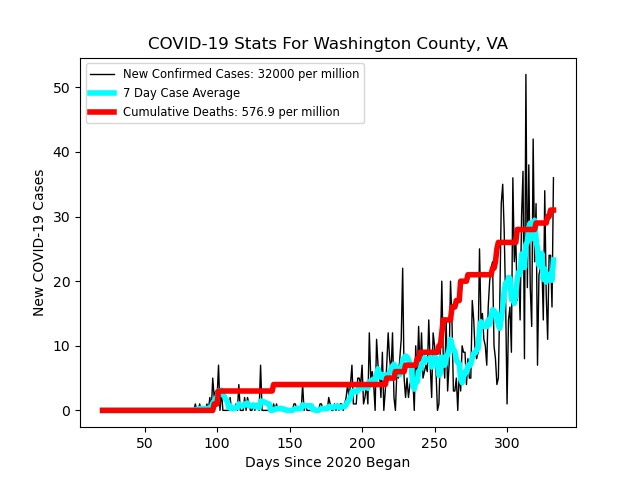 COVID-19 Stats For Washington County, VA
New Confirmed Cases: 32000 per million
7 Day Case Average
Cumulative Deaths: 576.9 per million
New COVID-19 Cases
50
40
30
20
10
0
50 100 150 200 250 300
Days Since 2020 Began